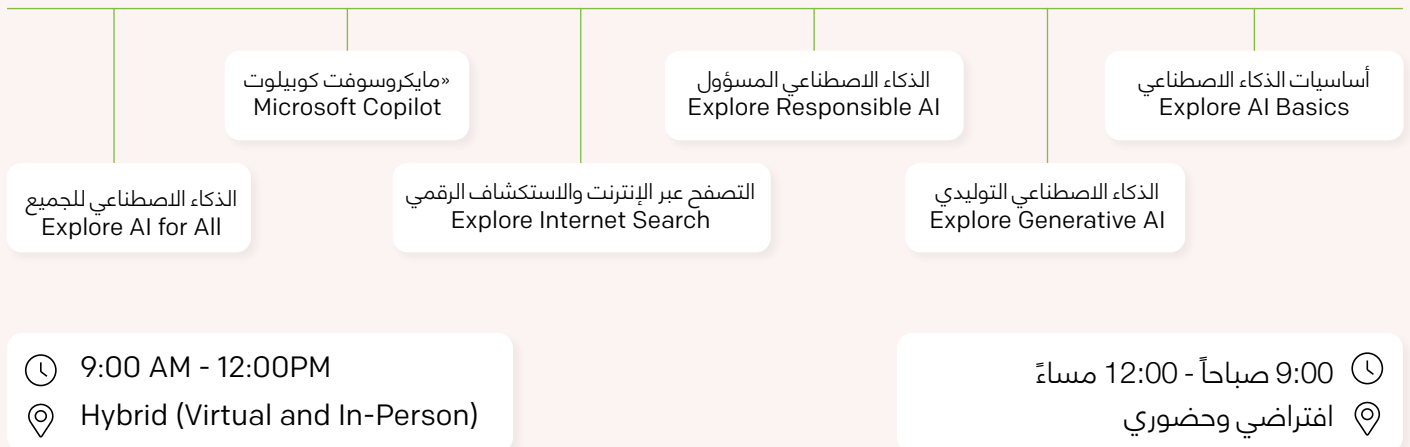 أساسيات الذكاء الاصطناعي
Explore AI Basics
الذكاء الاصطناعي التوليدي
Explore Generative AI
الذكاء الاصطناعي المسؤول
Explore Responsible AI
التصفح عبر الإنترنت والاستكشاف الرقمي
Explore Internet Search
«مايكروسوفت كوبيلوت
Microsoft Copilot
الذكاء الاصطناعي للجميع
Explore AI for All
9:00 صباحاً - 12:00 مساءً
افتراضي وحضوري
9:00 AM - 12:00PM
Hybrid (Virtual and In-Person)